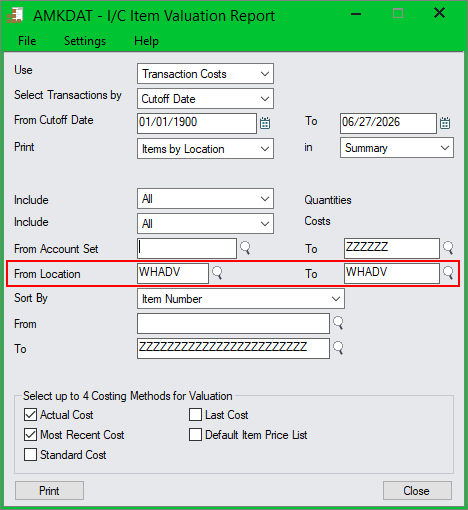 AMKDAT - I/C Item Valuation Report
File Settings Help
Use Transaction Costs
Select Transactions by Cutoff Date
From Cutoff Date 01/01/1900 To 06/27/2026
Print Items by Location in Summary
Include All Quantities
Include All Costs
From Account Set To ZZZZZZ
From Location WHADV To WHADV
Sort By Item Number
From
To ZZZZZZZZZZZZZZZZZZZZZZZZ
Select up to 4 Costing Methods for Valuation
Actual Cost Last Cost
Most Recent Cost Default Item Price List
Standard Cost
Print Close